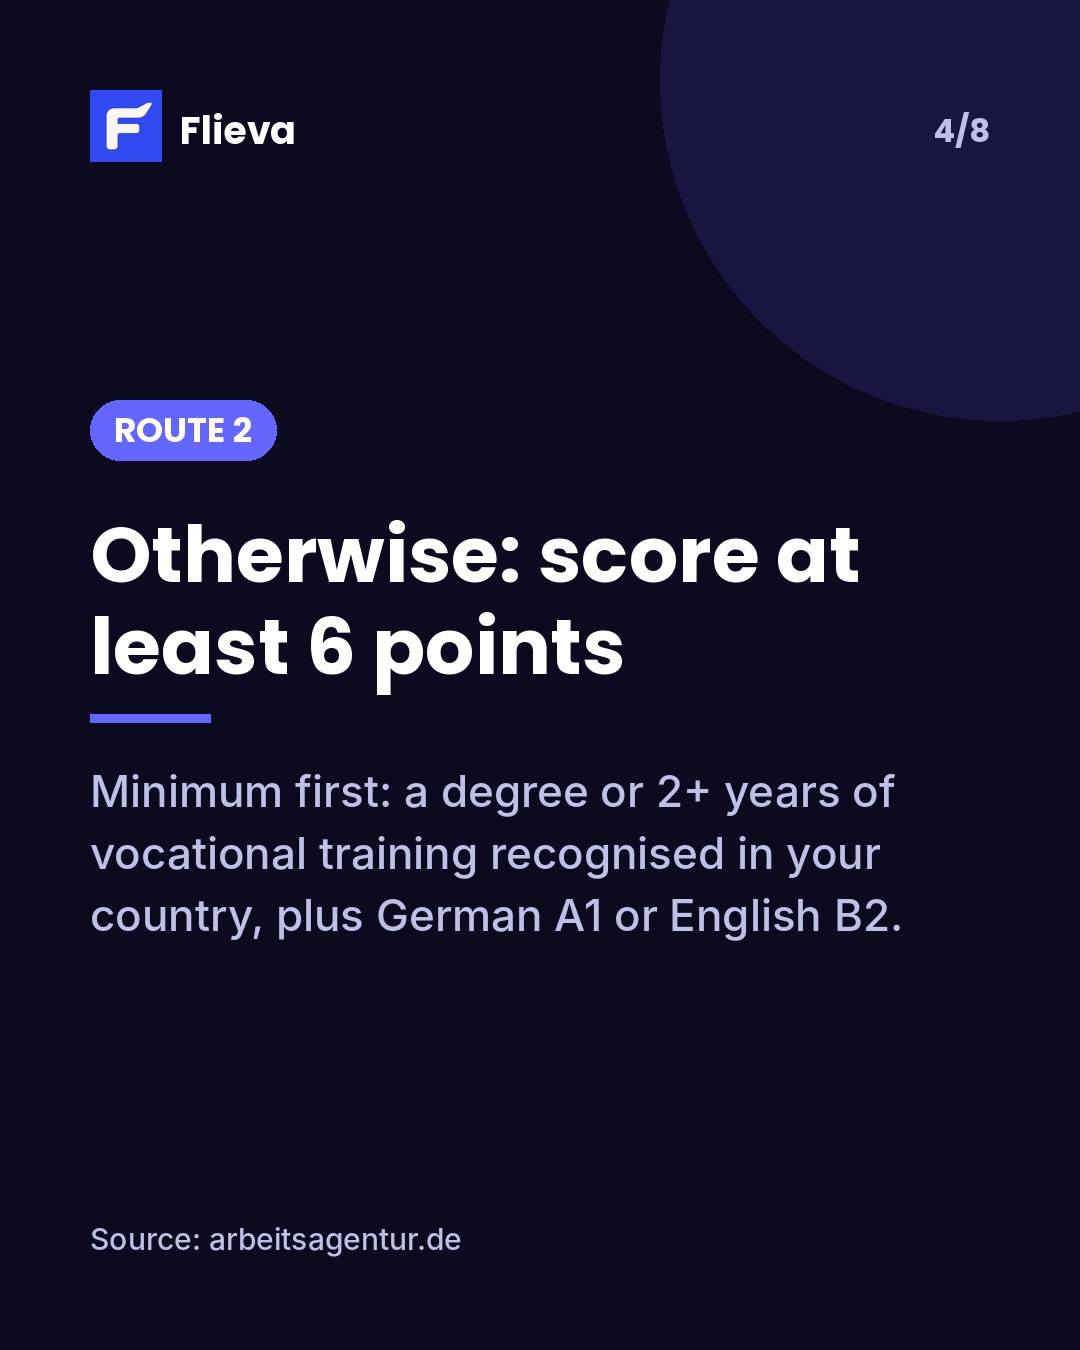 Flieva
4/8
ROUTE 2
Otherwise: score at
least 6 points
Minimum first: a degree or 2+ years of
vocational training recognised in your
country, plus German A1 or English B2.
Source: arbeitsagentur.de